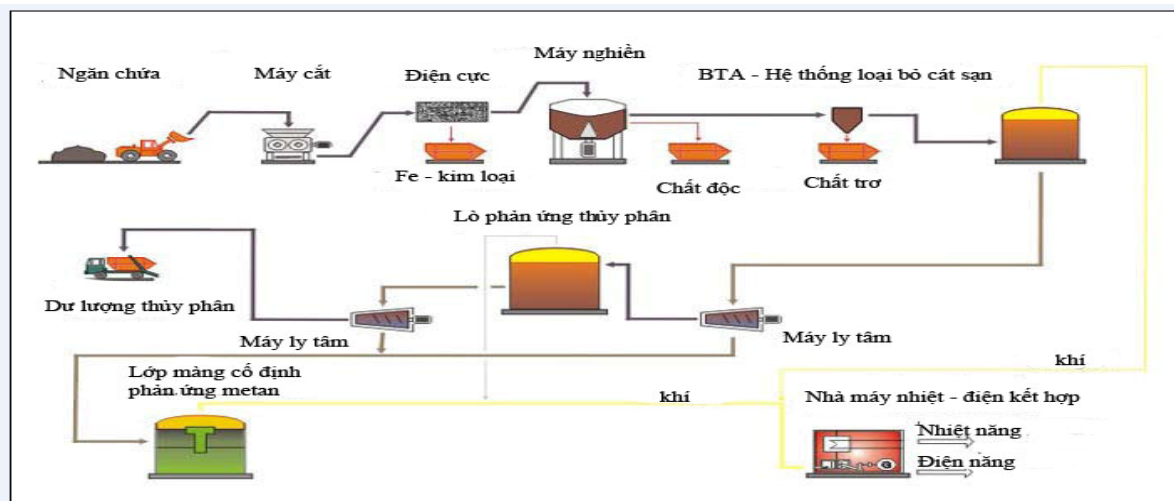 Máy nghiền
Ngăn chứa
Máy cắt
Điện cực
BTA - Hệ thống loại bỏ cát sạn
Fe - kim loại
Chất độc
Chất trơ
Lò phản ứng thủy phân
Dư lượng thủy phân
Máy ly tâm
Máy ly tâm
Lớp màng cố định
phản ứng metan
khí
khí
Nhà máy nhiệt - điện kết hợp
Nhiệt năng
Điện năng